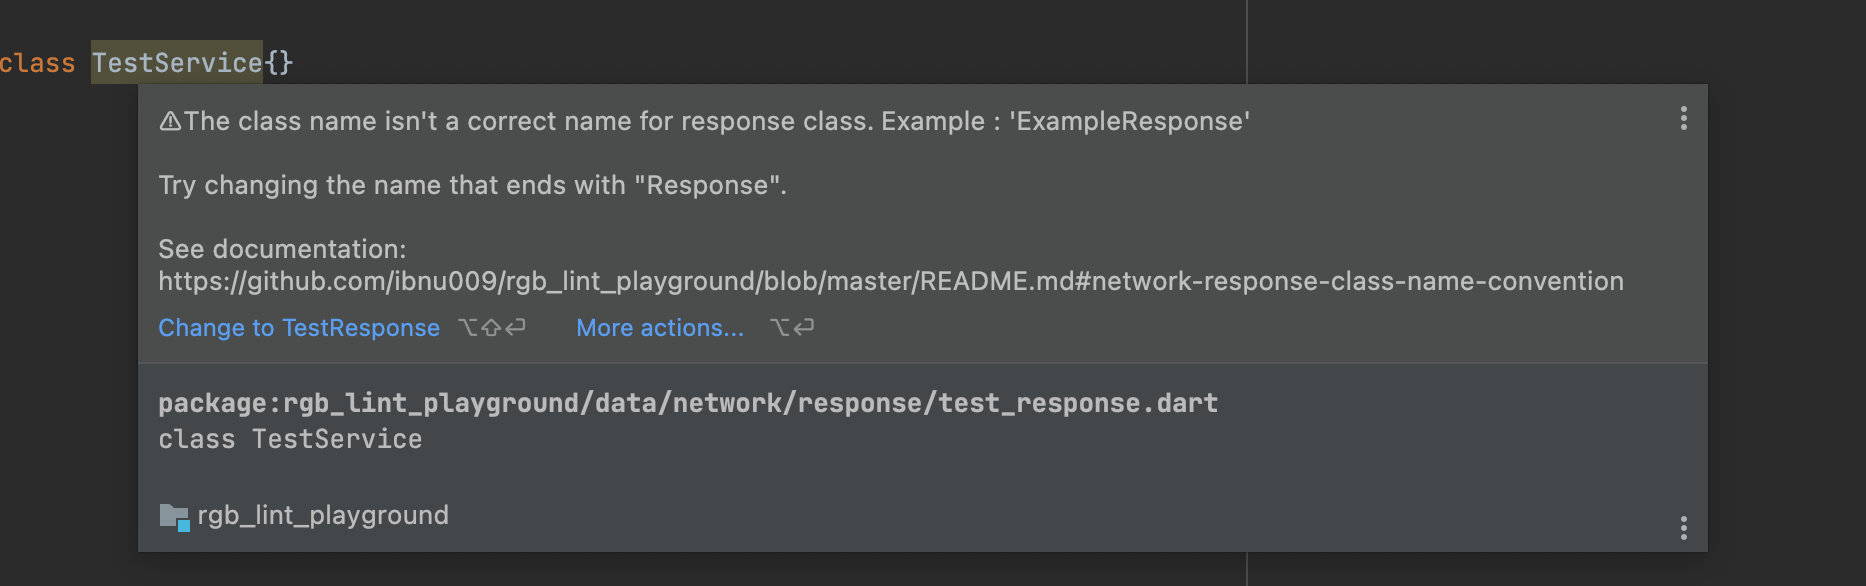 class TestService{}
⚠The class name isn't a correct name for response class. Example : 'ExampleResponse'
Try changing the name that ends with "Response".
See documentation:
https://github.com/ibnu009/rgb_lint_playground/blob/master/README.md#network-response-class-name-convention
Change to TestResponse ⌥⇧⏎ More actions... ⌥⏎
package:rgb_lint_playground/data/network/response/test_response.dart
class TestService
rgb_lint_playground